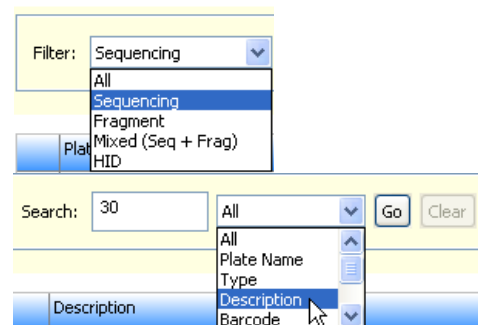 Filter: Sequencing
All
Sequencing
Fragment
Mixed (Seq + Frag)
Plat
HID
Search: 30 All Go Clear
All
Plate Name
Type
Description
Description
Barcode